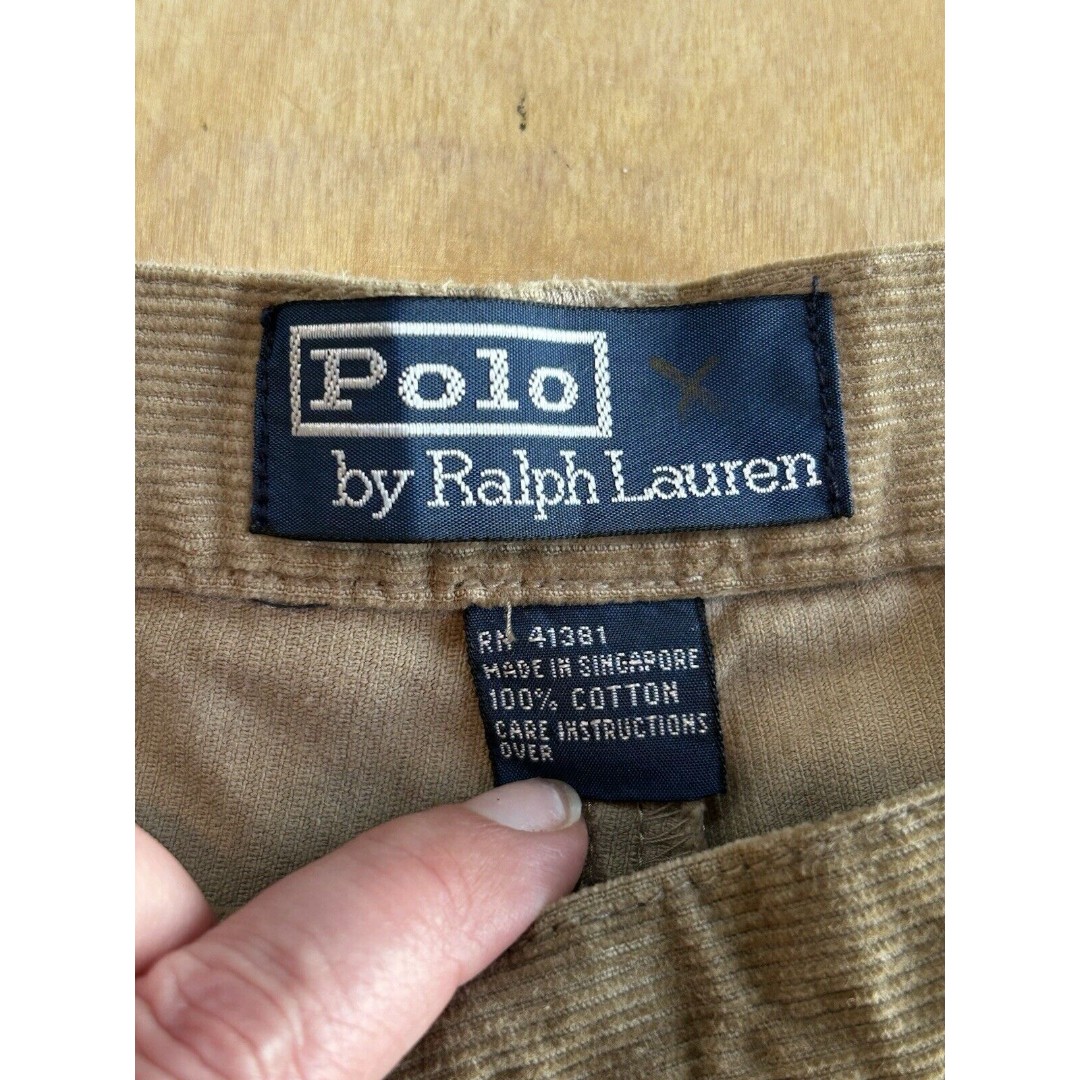 Polo
by Ralph Lauren
RN 41381
MADE IN SINGAPORE
100% COTTON
CARE INSTRUCTIONS
OVER